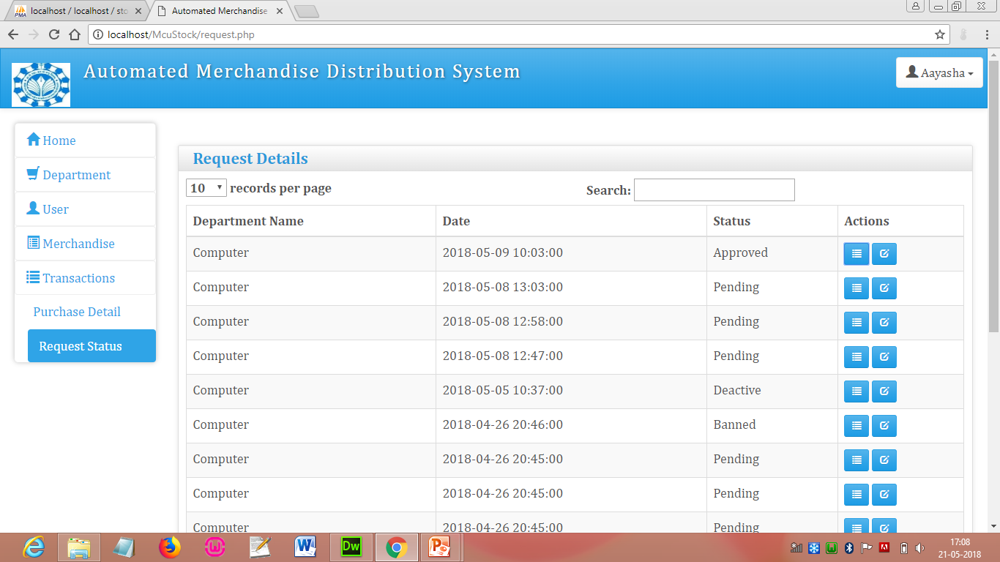 localhost / localhost / sto
Automated Merchandise
localhost/McuStock/request.php
Automated Merchandise Distribution System
Aayasha
Home
Department
User
Merchandise
Transactions
Purchase Detail
Request Status
Request Details
10 records per page
Search:
Department Name Date Status Actions
Computer 2018-05-09 10:03:00 Approved
Computer 2018-05-08 13:03:00 Pending
Computer 2018-05-08 12:58:00 Pending
Computer 2018-05-08 12:47:00 Pending
Computer 2018-05-05 10:37:00 Deactive
Computer 2018-04-26 20:46:00 Banned
Computer 2018-04-26 20:45:00 Pending
Computer 2018-04-26 20:45:00 Pending
Computer 2018-04-26 20:45:00 Pending
Dw
17:08
21-05-2018